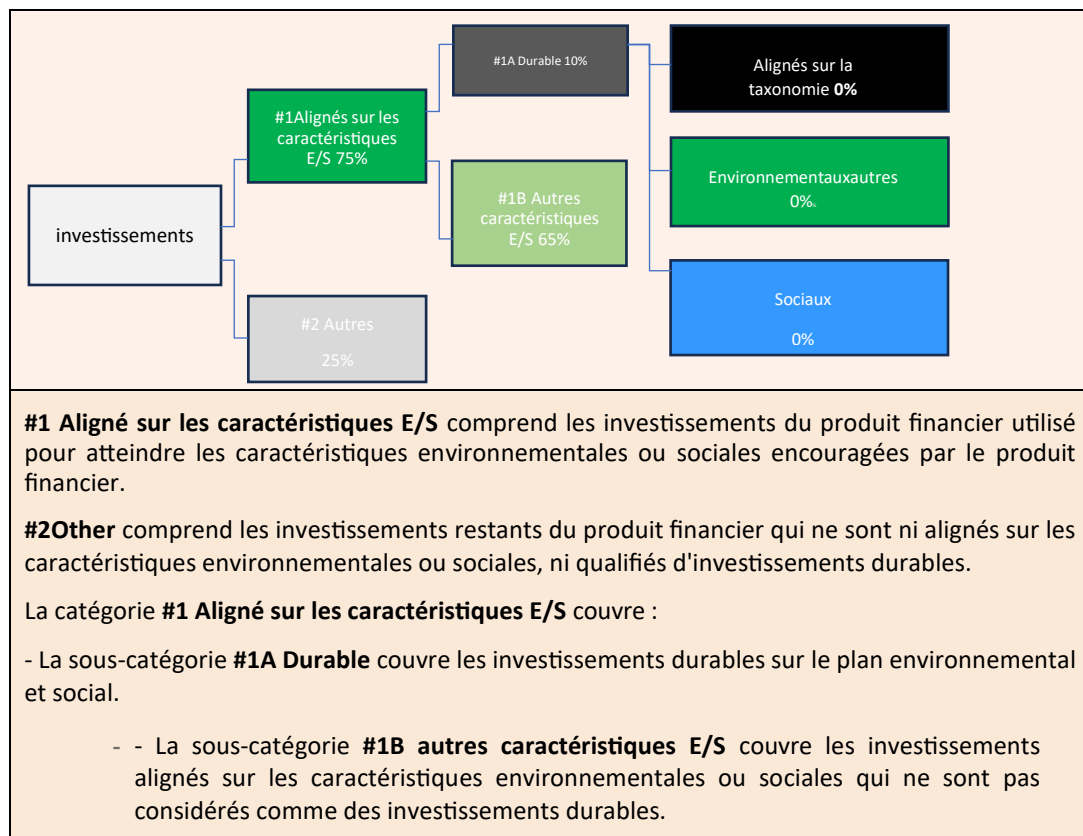 #1A Durable 10%
Alignés sur la
taxonomie 0%
#1Alignés sur les
caractéristiques
E/S 75%
Environnementauxautres
0%
#1B Autres
caractéristiques
E/S 65%
investissements
Sociaux
0%
#2 Autres
25%
#1 Aligné sur les caractéristiques E/S comprend les investissements du produit financier utilisé
pour atteindre les caractéristiques environnementales ou sociales encouragées par le produit
financier.
#2Other comprend les investissements restants du produit financier qui ne sont ni alignés sur les
caractéristiques environnementales ou sociales, ni qualifiés d'investissements durables.
La catégorie #1 Aligné sur les caractéristiques E/S couvre :
- La sous-catégorie #1A Durable couvre les investissements durables sur le plan environnemental
et social.
- - La sous-catégorie #1B autres caractéristiques E/S couvre les investissements
alignés sur les caractéristiques environnementales ou sociales qui ne sont pas
considérés comme des investissements durables.